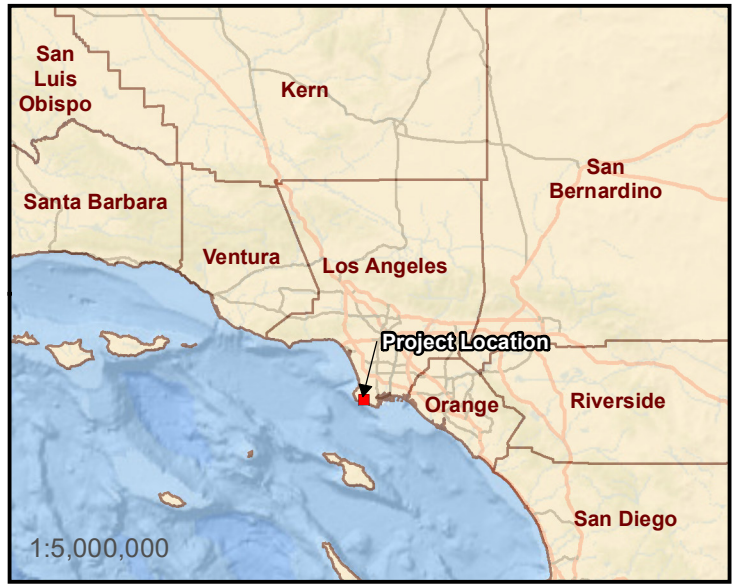 San
Luis
Obispo
Kern
San
Bernardino
Santa Barbara
Ventura
Los Angeles
Project Location
Orange
Riverside
San Diego
1:5,000,000